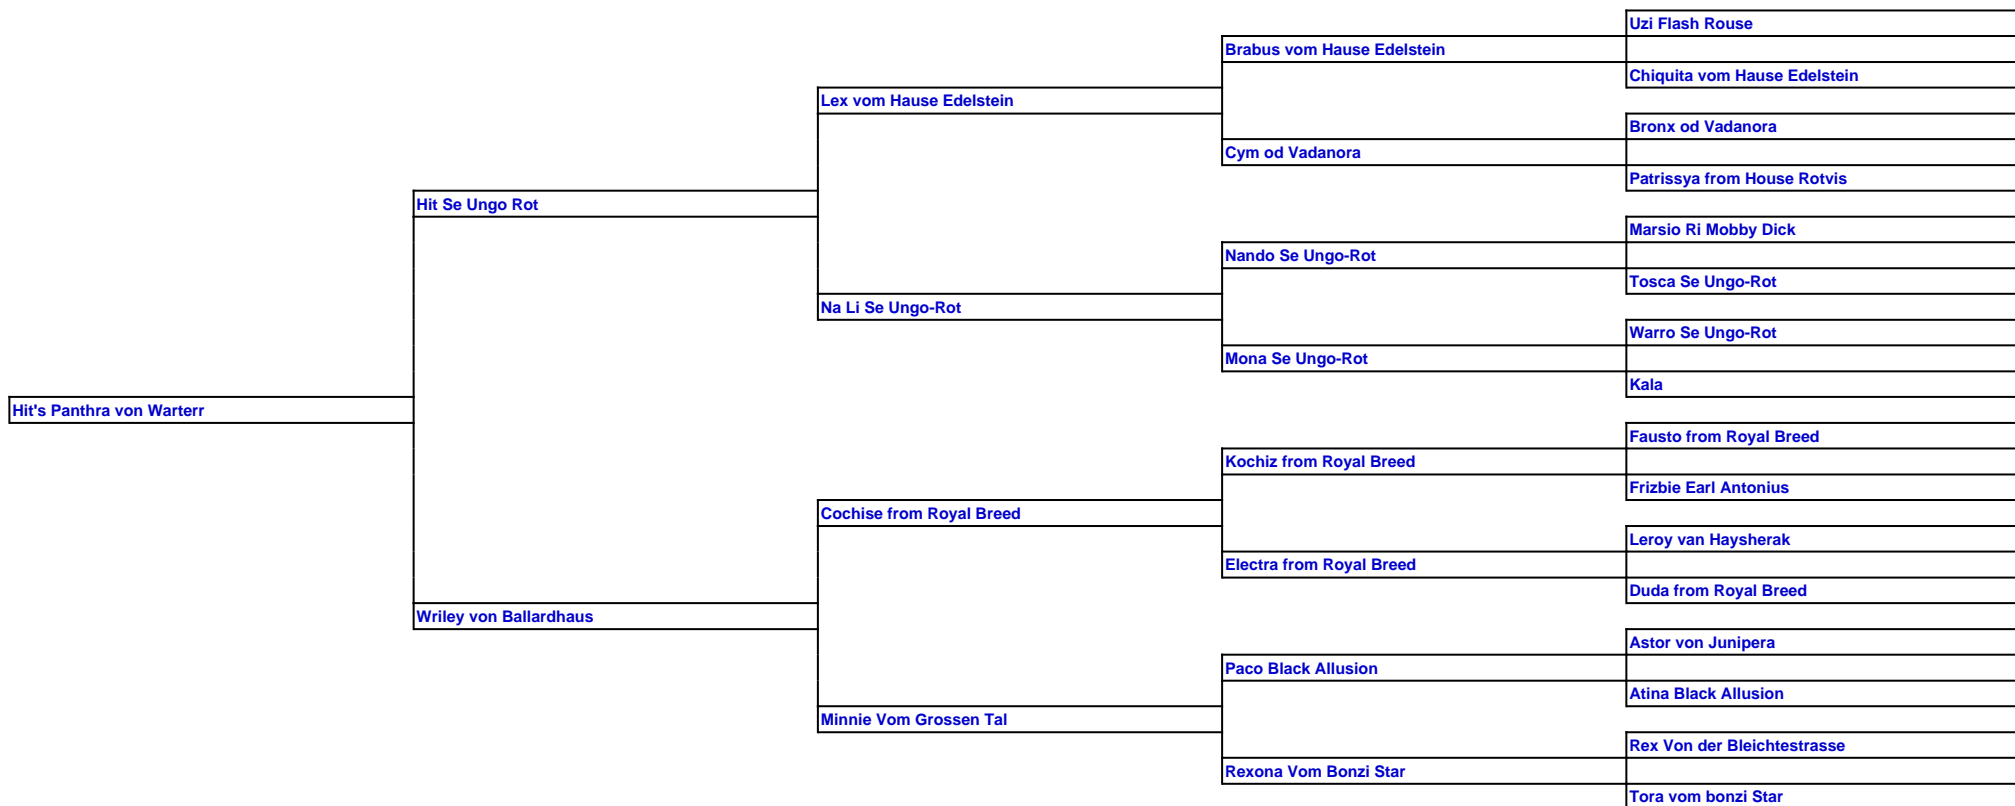 Uzi Flash Rouse
Brabus vom Hause Edelstein
Chiquita vom Hause Edelstein
Lex vom Hause Edelstein
Bronx od Vadanora
Cym od Vadanora
Patrissya from House Rotvis
Hit Se Ungo Rot
Marsio Ri Mobby Dick
Nando Se Ungo-Rot
Tosca Se Ungo-Rot
Na Li Se Ungo-Rot
Warro Se Ungo-Rot
Mona Se Ungo-Rot
Kala
Hit's Panthra von Warterr
Fausto from Royal Breed
Kochiz from Royal Breed
Frizbie Earl Antonius
Cochise from Royal Breed
Leroy van Haysherak
Electra from Royal Breed
Duda from Royal Breed
Wriley von Ballardhaus
Astor von Junipera
Paco Black Allusion
Atina Black Allusion
Minnie Vom Grossen Tal
Rex Von der Bleichtestrasse
Rexona Vom Bonzi Star
Tora vom bonzi Star